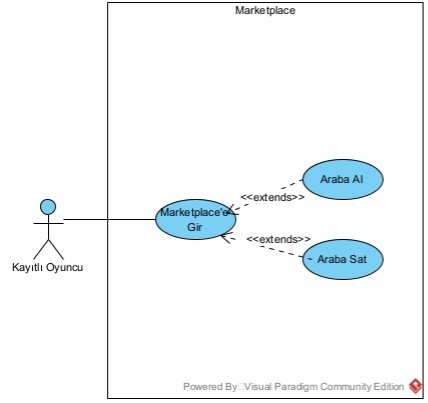 Marketplace
Araba Al
<<extends>>
Marketplace'e
Gir
<<extends>>
Araba Sat
Kayıtlı Oyuncu
Powered By Visual Paradigm Community Edition